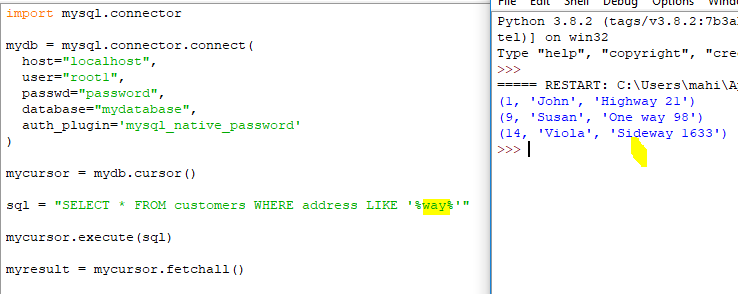 import mysql.connector
mydb = mysql.connector.connect(
host="localhost",
user="root1",
passwd="password",
database="mydatabase",
auth_plugin='mysql_native_password'
)
mycursor = mydb.cursor()
sql = "SELECT * FROM customers WHERE address LIKE '%way%'"
mycursor.execute(sql)
myresult = mycursor.fetchall()
File Edit Shell Debug Options
Python 3.8.2 (tags/v3.8.2:7b3a
tel)] on win32
Type "help", "copyright", "cre
>>>
===== RESTART: C:\Users\mahi\A
(1, 'John', 'Highway 21')
(9, 'Susan', 'One way 98')
(14, 'Viola', 'Sideway 1633')
>>>